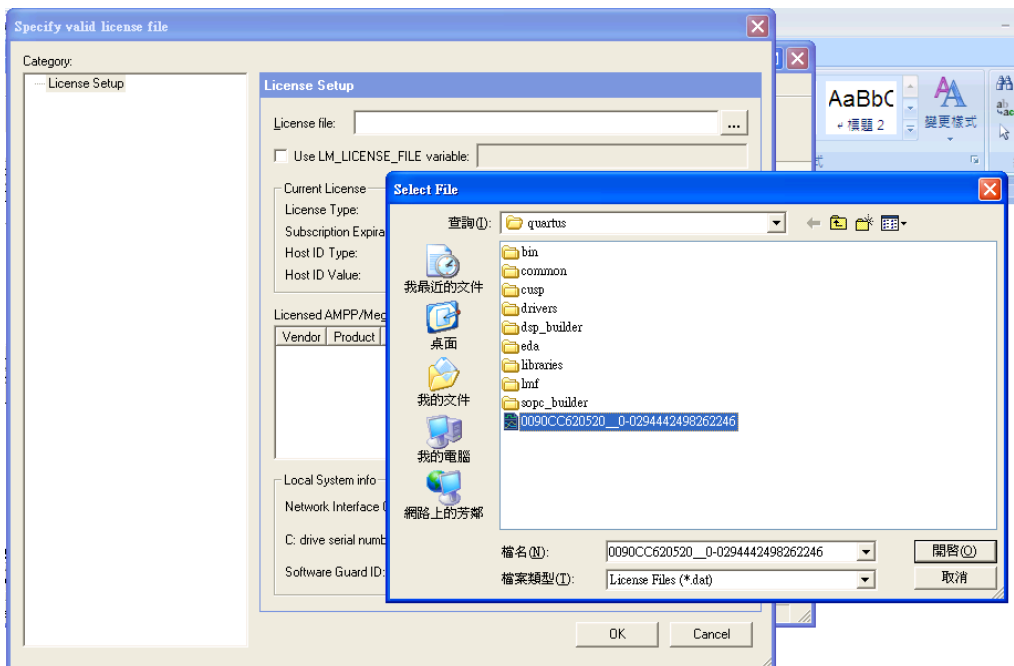 Specify valid license file
Category:
License Setup
License Setup
License file:
...
Use LM_LICENSE_FILE variable:
Current License
License Type:
Subscription Expira
Host ID Type:
Host ID Value:
Licensed AMPP/Meg
Vendor Product
Local System info
Network Interface C
C: drive serial numb
Software Guard ID:
OK Cancel
Select File
查詢(I): quartus
我最近的文件
桌面
我的文件
我的電腦
網路上的芳鄰
bin
common
cusp
drivers
dsp_builder
eda
libraries
lmf
sopc_builder
0090CC620520__0-0294442498262246
檔名(N): 0090CC620520__0-0294442498262246 開啓(O)
檔案類型(T): License Files (*.dat) 取消
AaBbC
標題 2
變更樣式